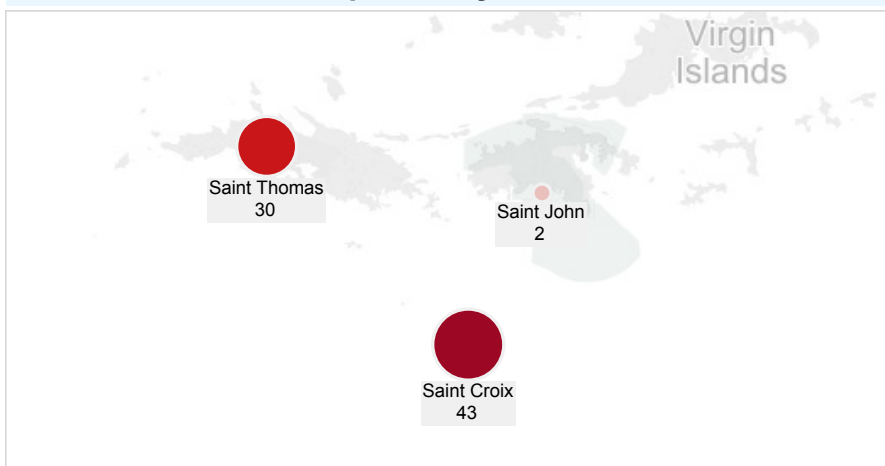 Virgin
Islands
Saint Thomas
30
Saint John
2
Saint Croix
43